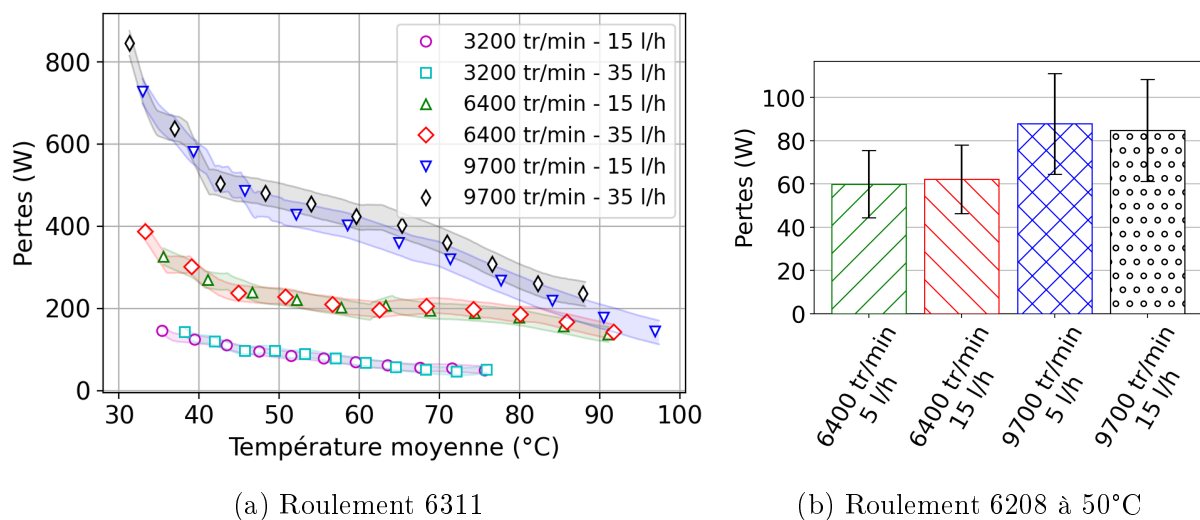 3200 tr/min - 15 l/h
3200 tr/min - 35 l/h
6400 tr/min - 15 l/h
6400 tr/min - 35 l/h
9700 tr/min - 15 l/h
9700 tr/min - 35 l/h
Pertes (W)
800
600
400
200
0
30 40 50 60 70 80 90 100
Température moyenne (°C)
(a) Roulement 6311
Pertes (W)
100
80
60
40
20
0
6400 tr/min
5 l/h
6400 tr/min
15 l/h
9700 tr/min
5 l/h
9700 tr/min
15 l/h
(b) Roulement 6208 à 50°C